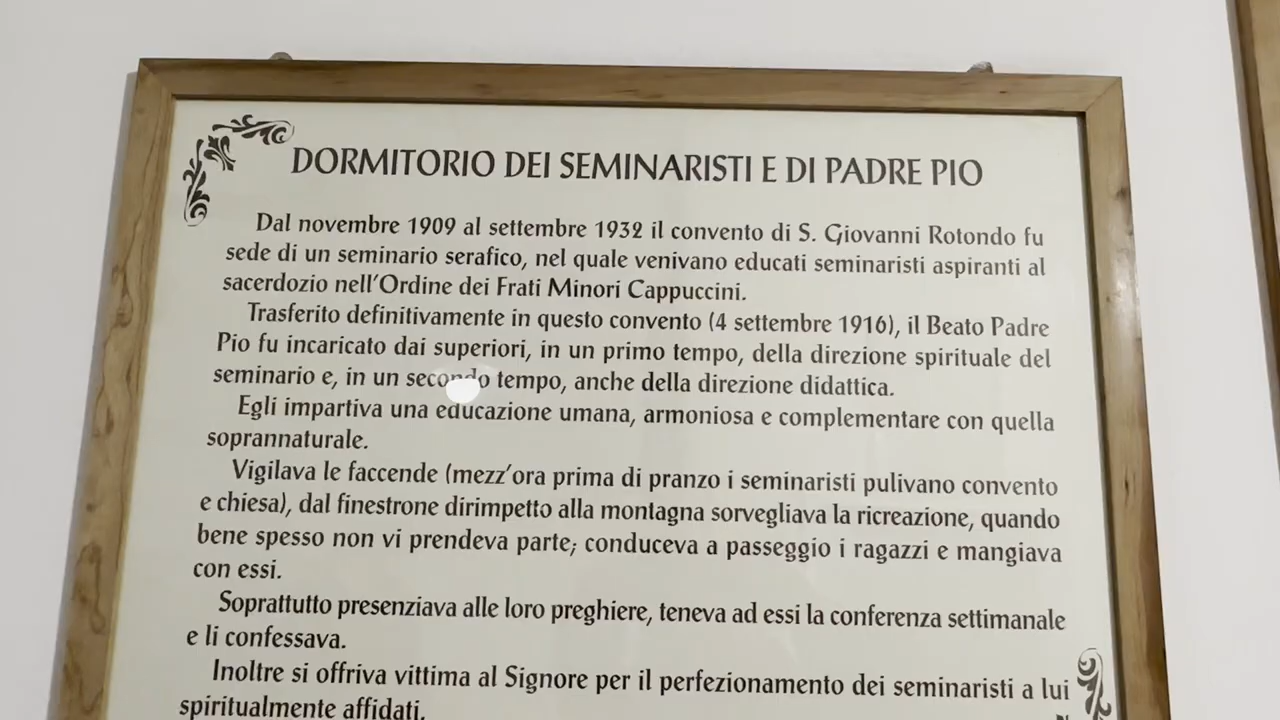 DORMITORIO DEI SEMINARISTI E DI PADRE PIO
Dal novembre 1909 al settembre 1932 il convento di S. Giovanni Rotondo fu
sede di un seminario serafico, nel quale venivano educati seminaristi aspiranti al
sacerdozio nell'Ordine dei Frati Minori Cappuccini.
Trasferito definitivamente in questo convento (4 settembre 1916), il Beato Padre
Pio fu incaricato dai superiori, in un primo tempo, della direzione spirituale del
seminario e, in un secondo tempo, anche della direzione didattica.
Egli impartiva una educazione umana, armoniosa e complementare con quella
soprannaturale.
Vigilava le faccende (mezz'ora prima di pranzo i seminaristi pulivano convento
e chiesa), dal finestrone dirimpetto alla montagna sorvegliava la ricreazione, quando
bene spesso non vi prendeva parte; conduceva a passeggio i ragazzi e mangiava
con essi.
Soprattutto presenziava alle loro preghiere, teneva ad essi la conferenza settimanale
e li confessava.
Inoltre si offriva vittima al Signore per il perfezionamento dei seminaristi a lui
spiritualmente affidati.